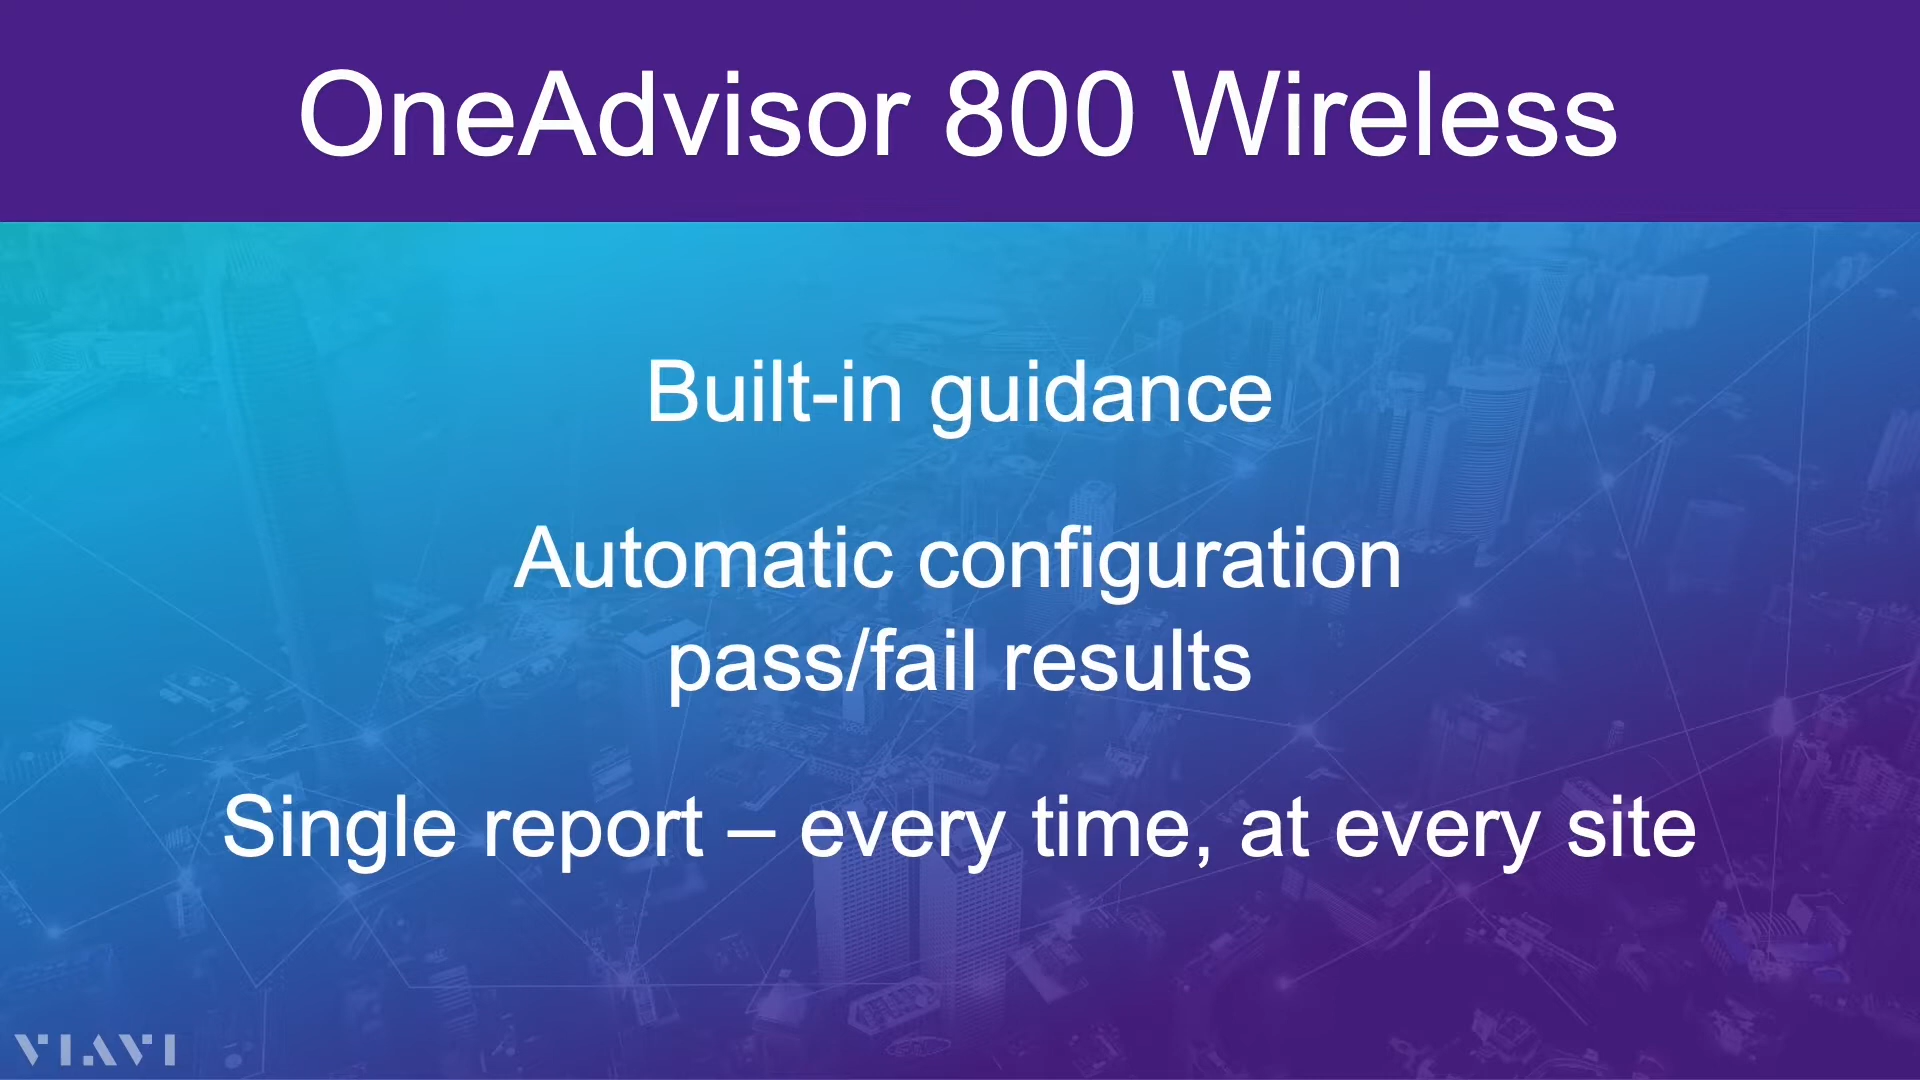 OneAdvisor 800 Wireless
Built-in guidance
Automatic configuration
pass/fail results
Single report – every time, at every site
VIAVI